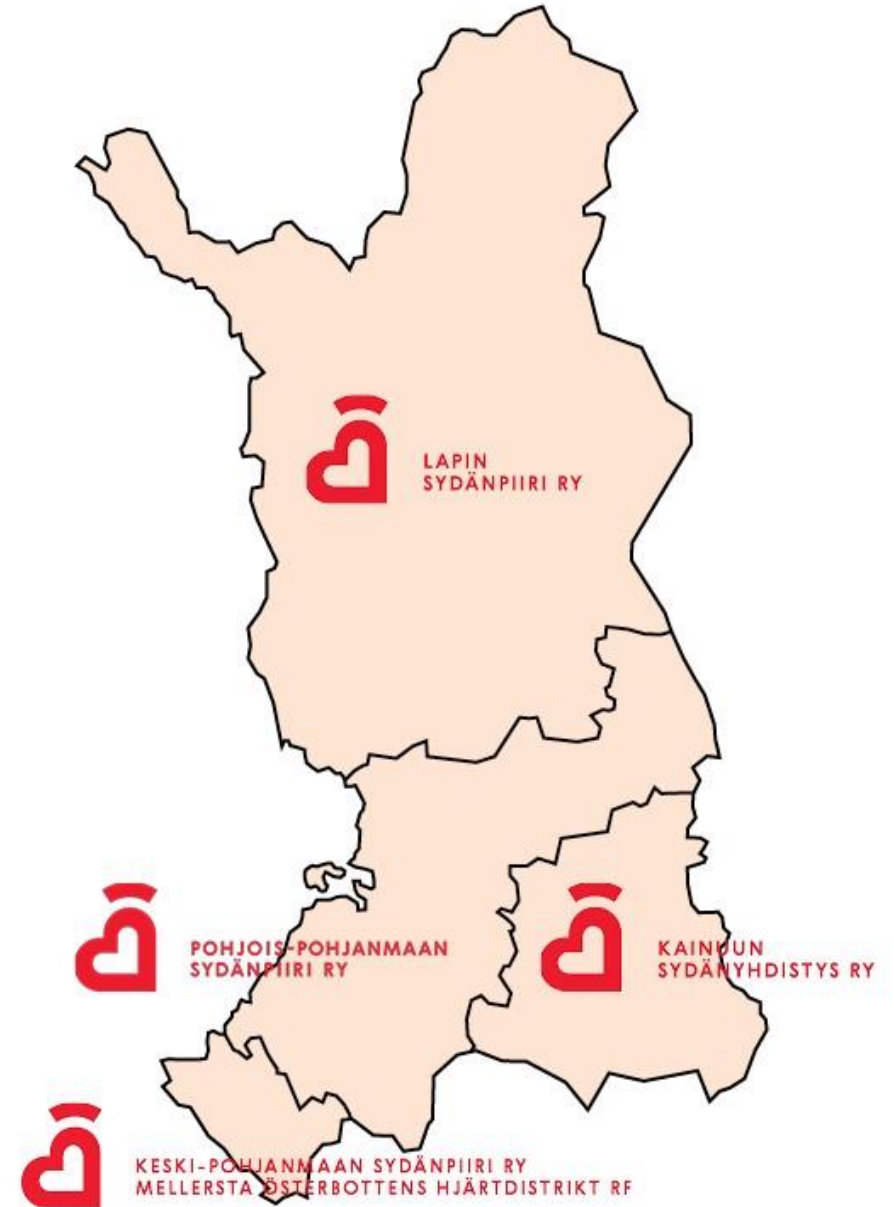 LAPIN
SYDÄNPIIRI RY
POHJOIS-POHJANMAAN
SYDÄNPIIRI RY
KAINUUN
SYDÄNYHDISTYS RY
KESKI-POHJANMAAN SYDÄNPIIRI RY
MELLERSTA ÖSTERBOTTENS HJÄRTDISTRIKT RF